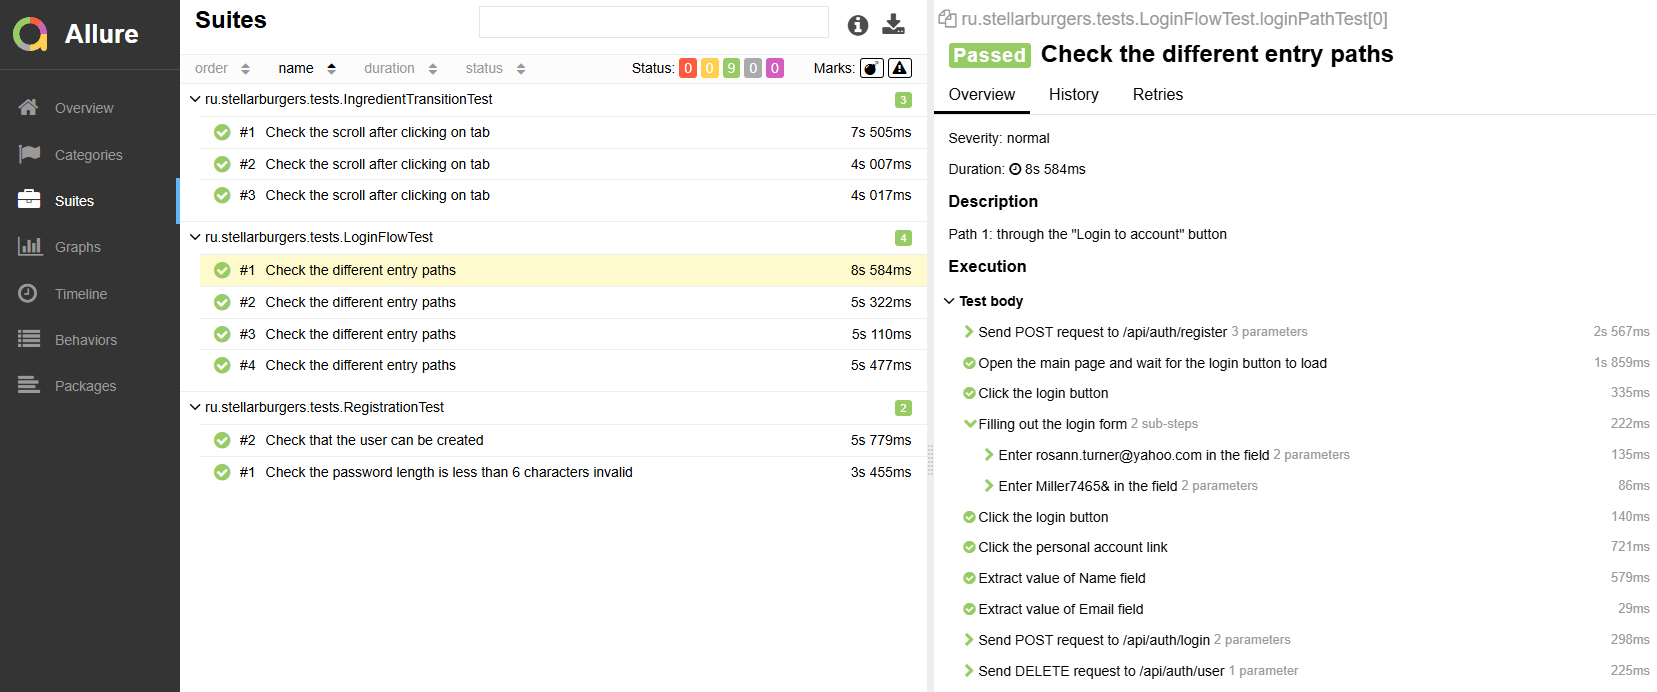 Allure
Overview
Categories
Suites
Graphs
Timeline
Behaviors
Packages
Suites
order name duration status Status: 0 0 9 0 0 Marks:
ru.stellarburgers.tests.IngredientTransitionTest 3
#1 Check the scroll after clicking on tab 7s 505ms
#2 Check the scroll after clicking on tab 4s 007ms
#3 Check the scroll after clicking on tab 4s 017ms
ru.stellarburgers.tests.LoginFlowTest 4
#1 Check the different entry paths 8s 584ms
#2 Check the different entry paths 5s 322ms
#3 Check the different entry paths 5s 110ms
#4 Check the different entry paths 5s 477ms
ru.stellarburgers.tests.RegistrationTest 2
#2 Check that the user can be created 5s 779ms
#1 Check the password length is less than 6 characters invalid 3s 455ms
ru.stellarburgers.tests.LoginFlowTest.loginPathTest[0]
Passed Check the different entry paths
Overview History Retries
Severity: normal
Duration: 8s 584ms
Description
Path 1: through the "Login to account" button
Execution
Test body
Send POST request to /api/auth/register 3 parameters 2s 567ms
Open the main page and wait for the login button to load 1s 859ms
Click the login button 335ms
Filling out the login form 2 sub-steps 222ms
Enter rosann.turner@yahoo.com in the field 2 parameters 135ms
Enter Miller7465& in the field 2 parameters 86ms
Click the login button 140ms
Click the personal account link 721ms
Extract value of Name field 579ms
Extract value of Email field 29ms
Send POST request to /api/auth/login 2 parameters 298ms
Send DELETE request to /api/auth/user 1 parameter 225ms